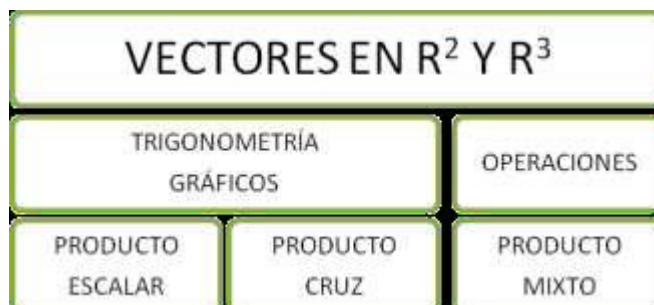 VECTORES EN R² Y R³
TRIGONOMETRÍA
GRÁFICOS
OPERACIONES
PRODUCTO
ESCALAR
PRODUCTO
CRUZ
PRODUCTO
MIXTO